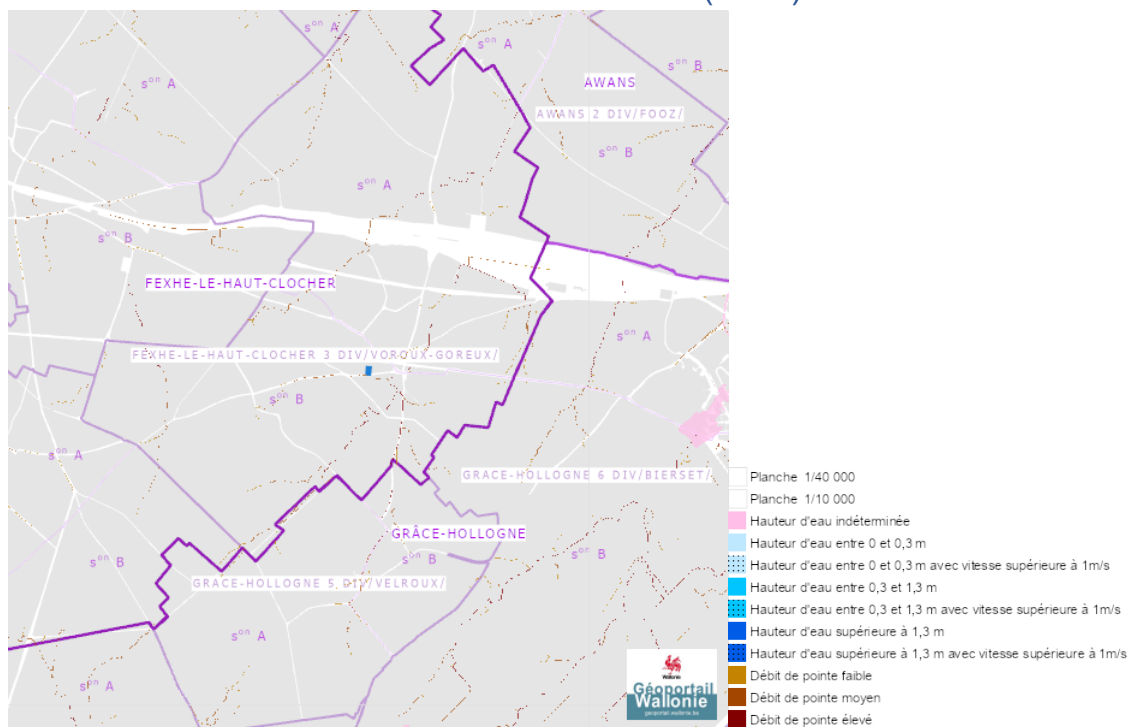 sᵒⁿ A
sᵒⁿ A
sᵒⁿ B
sᵒⁿ A
AWANS
AWANS 2 DIV/FOOZ/
sᵒⁿ B
sᵒⁿ A
sᵒⁿ B
FEXHE-LE-HAUT-CLOCHER
sᵒⁿ A
FEXHE-LE-HAUT-CLOCHER 3 DIV/VOROUX-GOREUX/
sᵒⁿ B
sᵒⁿ A
GRACE-HOLLOGNE 6 DIV/BIERSET/
GRÂCE-HOLLOGNE
sᵒⁿ B
sᵒⁿ B
sᵒⁿ B
GRACE-HOLLOGNE 5 DIV/VELROUX/
sᵒⁿ A
sᵒⁿ A
Wallonie
Géoportail
Wallonie
geoportail.wallonie.be
Planche 1/40 000
Planche 1/10 000
Hauteur d'eau indéterminée
Hauteur d'eau entre 0 et 0,3 m
Hauteur d'eau entre 0 et 0,3 m avec vitesse supérieure à 1m/s
Hauteur d'eau entre 0,3 et 1,3 m
Hauteur d'eau entre 0,3 et 1,3 m avec vitesse supérieure à 1m/s
Hauteur d'eau supérieure à 1,3 m
Hauteur d'eau supérieure à 1,3 m avec vitesse supérieure à 1m/s
Débit de pointe faible
Débit de pointe moyen
Débit de pointe élevé